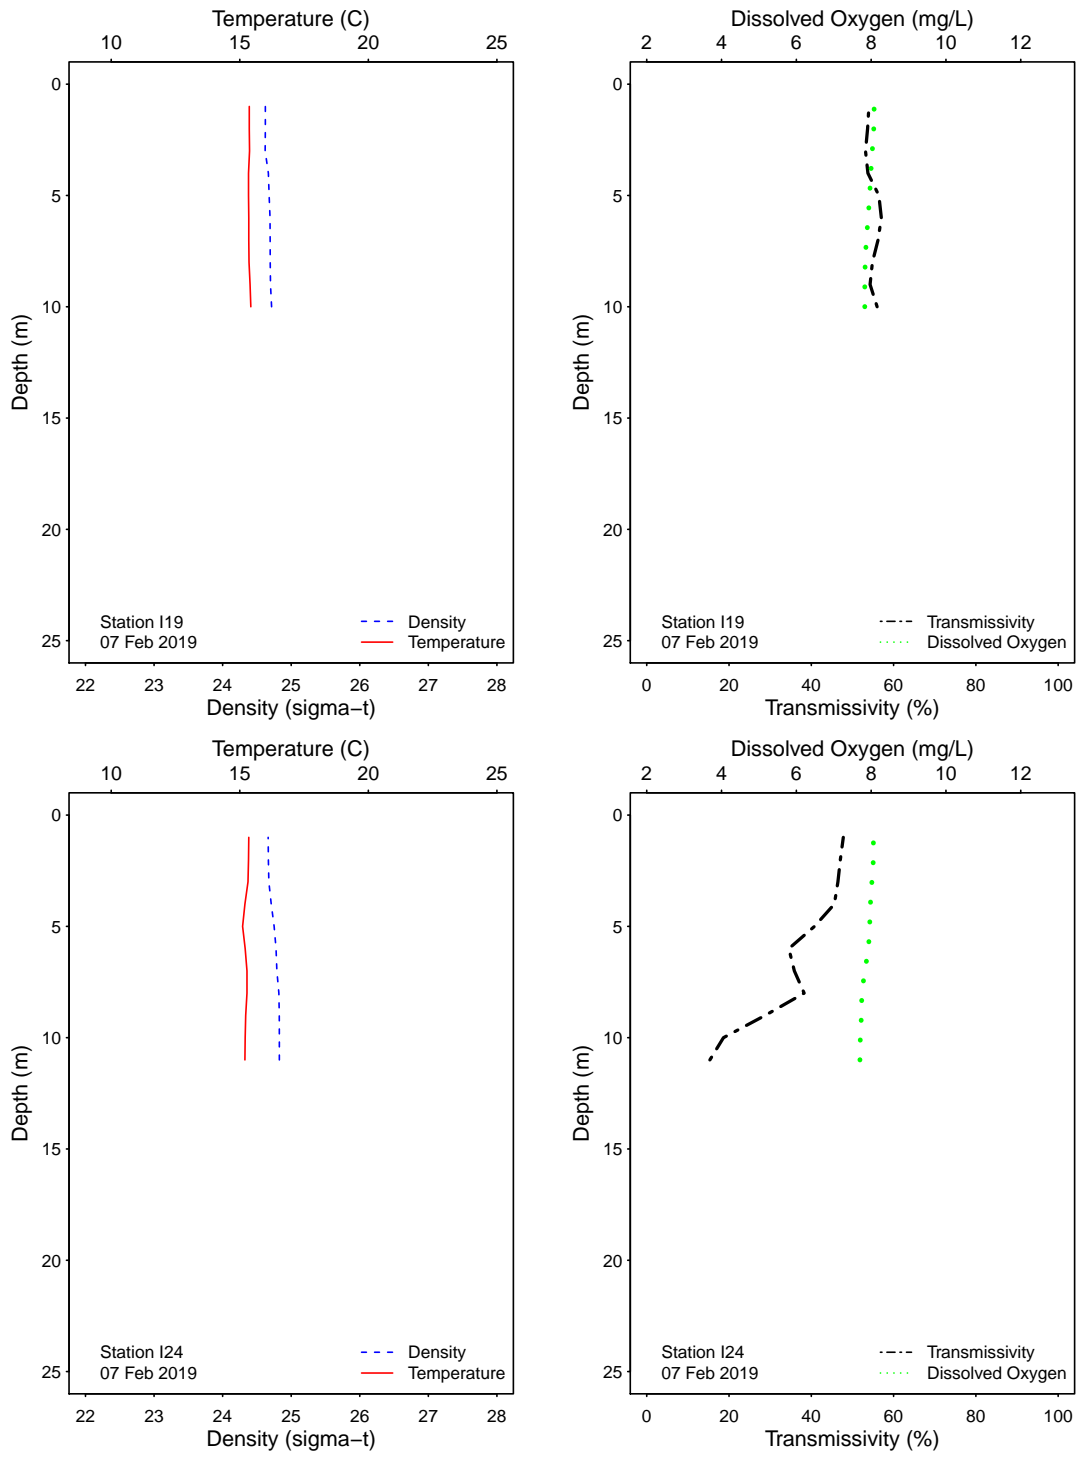 Temperature (C)
10 15 20 25
0
5
10
15
20
25
Depth (m)
Station I19
07 Feb 2019
Density
Temperature
22 23 24 25 26 27 28
Density (sigma−t)
Dissolved Oxygen (mg/L)
2 4 6 8 10 12
0
5
10
15
20
25
Depth (m)
Station I19
07 Feb 2019
Transmissivity
Dissolved Oxygen
0 20 40 60 80 100
Transmissivity (%)
Temperature (C)
10 15 20 25
0
5
10
15
20
25
Depth (m)
Station I24
07 Feb 2019
Density
Temperature
22 23 24 25 26 27 28
Density (sigma−t)
Dissolved Oxygen (mg/L)
2 4 6 8 10 12
0
5
10
15
20
25
Depth (m)
Station I24
07 Feb 2019
Transmissivity
Dissolved Oxygen
0 20 40 60 80 100
Transmissivity (%)